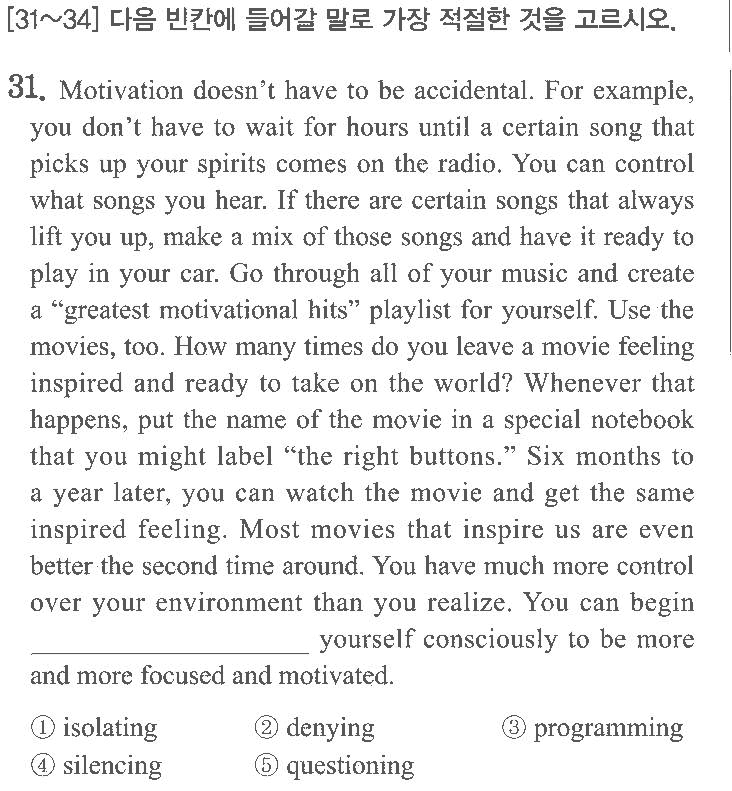 [31~34] 다음 빈칸에 들어갈 말로 가장 적절한 것을 고르시오.
31. Motivation doesn't have to be accidental. For example,
you don't have to wait for hours until a certain song that
picks up your spirits comes on the radio. You can control
what songs you hear. If there are certain songs that always
lift you up, make a mix of those songs and have it ready to
play in your car. Go through all of your music and create
a “greatest motivational hits” playlist for yourself. Use the
movies, too. How many times do you leave a movie feeling
inspired and ready to take on the world? Whenever that
happens, put the name of the movie in a special notebook
that you might label “the right buttons.” Six months to
a year later, you can watch the movie and get the same
inspired feeling. Most movies that inspire us are even
better the second time around. You have much more control
over your environment than you realize. You can begin
____________________ yourself consciously to be more
and more focused and motivated.
① isolating ② denying ③ programming
④ silencing ⑤ questioning